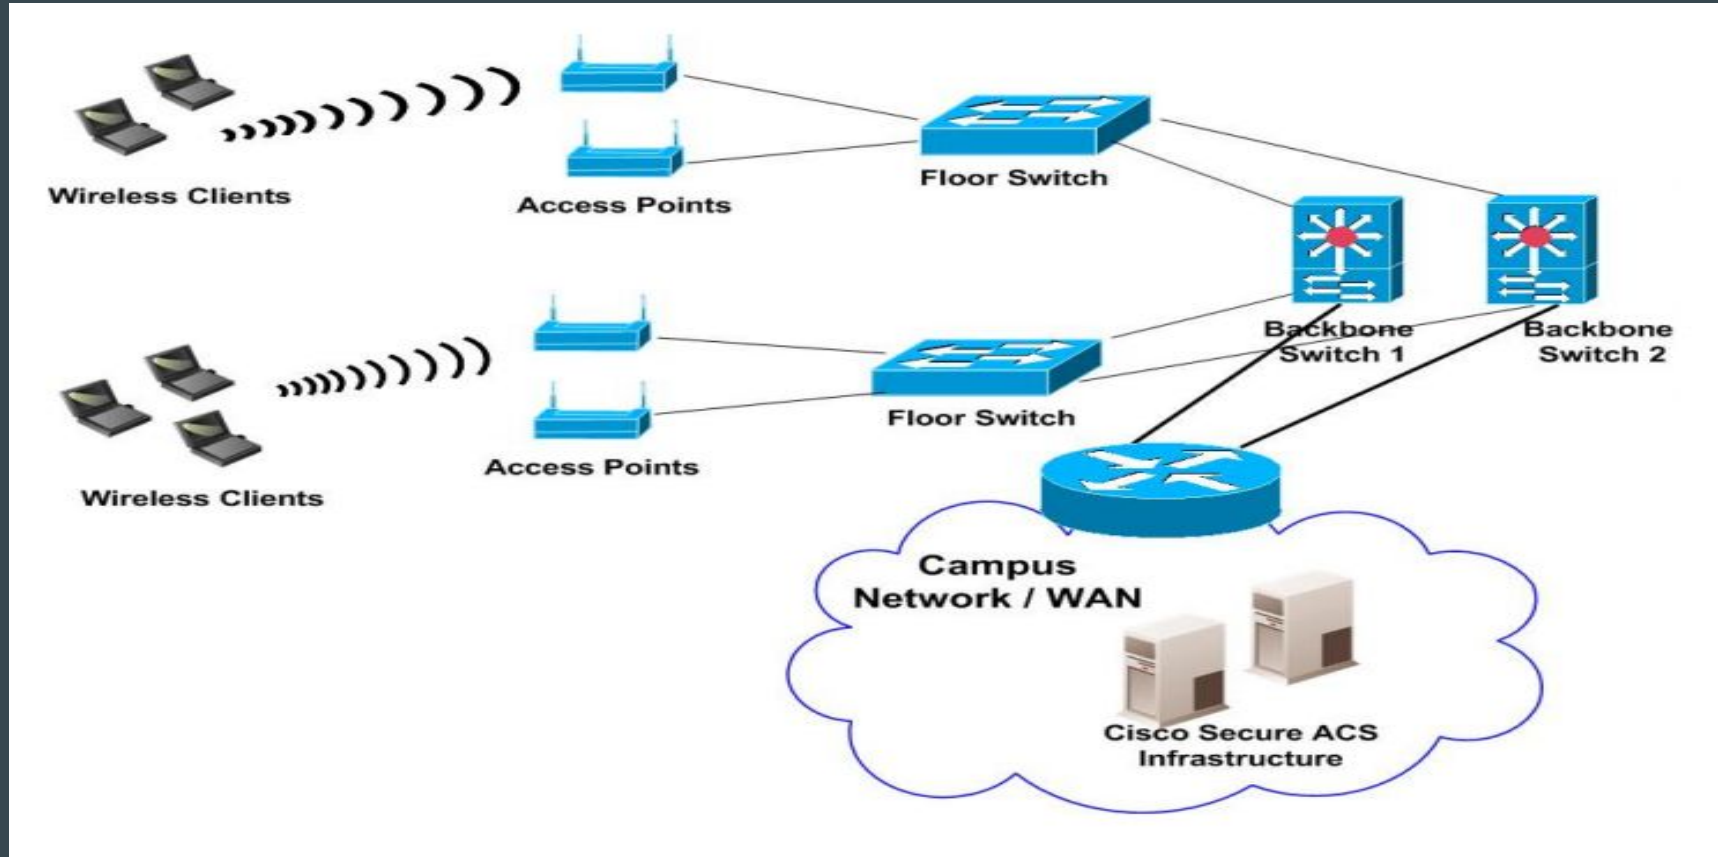 Wireless Clients
Access Points
Floor Switch
Backbone
Switch 1
Backbone
Switch 2
Wireless Clients
Access Points
Floor Switch
Campus
Network / WAN
Cisco Secure ACS
Infrastructure